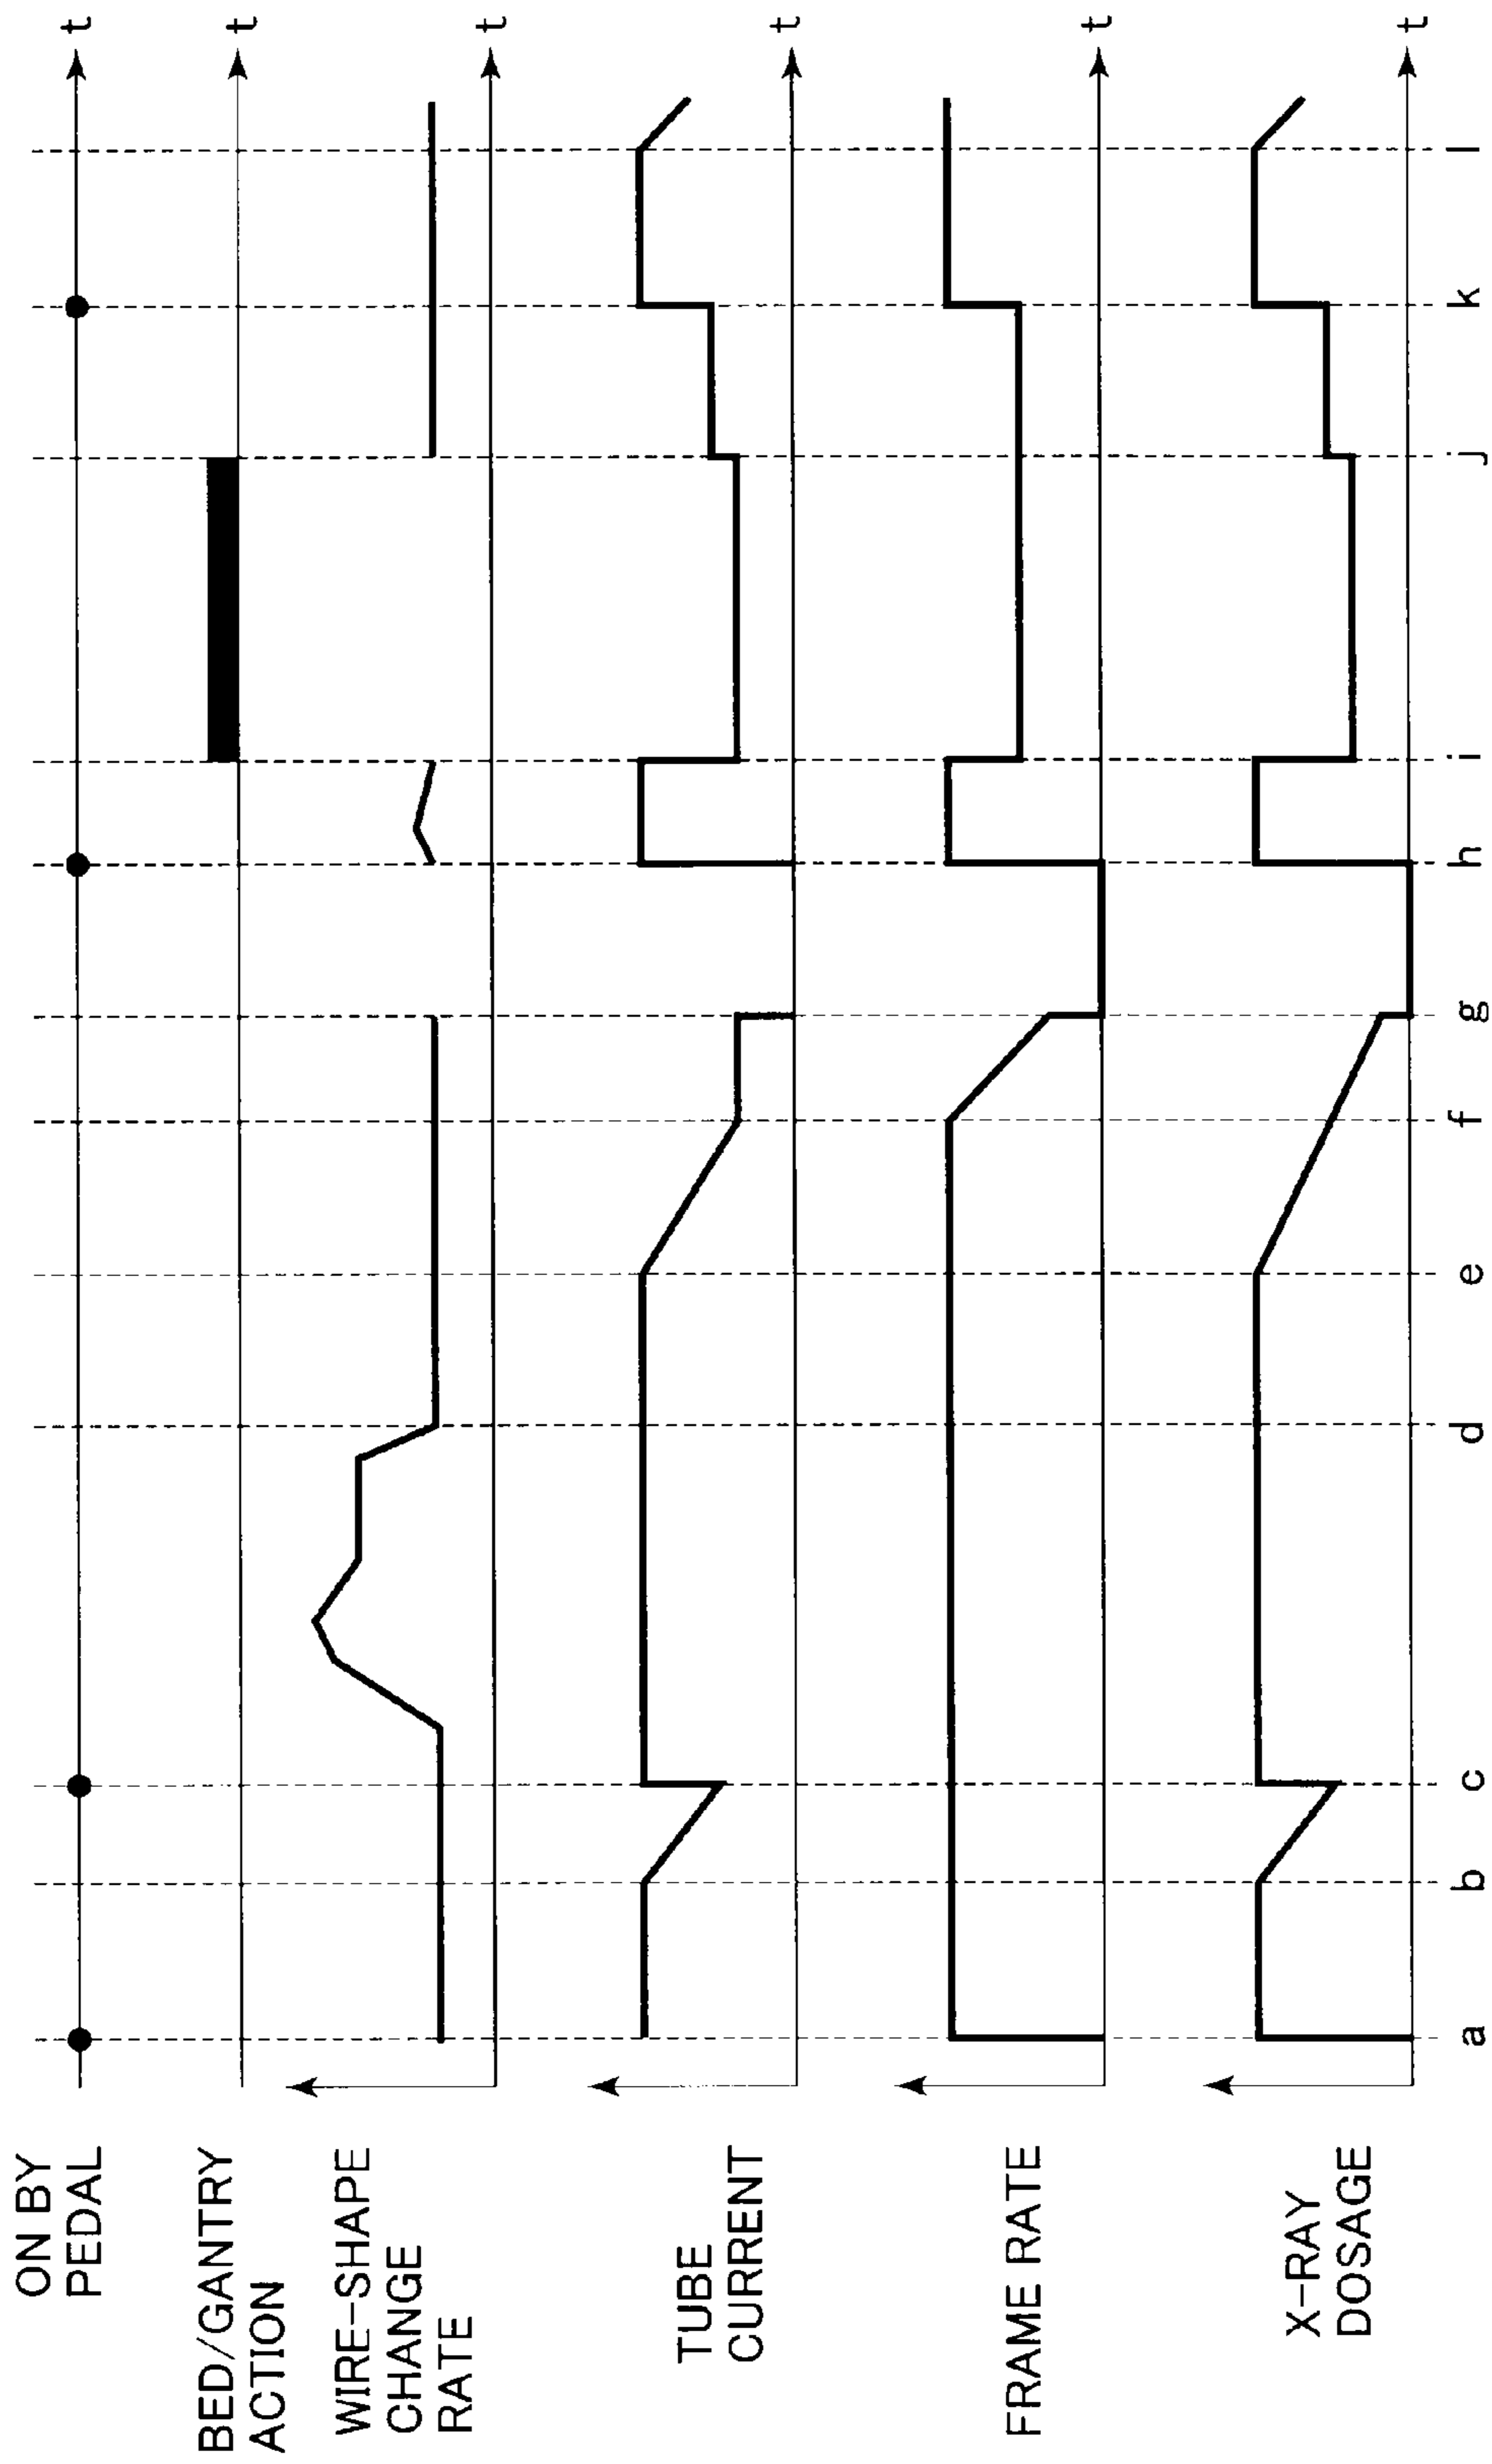 ON BY
PEDAL
t
BED/GANTRY
ACTION
t
WIRE-SHAPE
CHANGE
RATE
t
TUBE
CURRENT
t
FRAME RATE
t
X-RAY
DOSAGE
t
a b c d e f g h i j k l